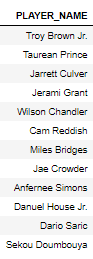 PLAYER_NAME
Troy Brown Jr.
Taurean Prince
Jarrett Culver
Jerami Grant
Wilson Chandler
Cam Reddish
Miles Bridges
Jae Crowder
Anfernee Simons
Danuel House Jr.
Dario Saric
Sekou Doumbouya